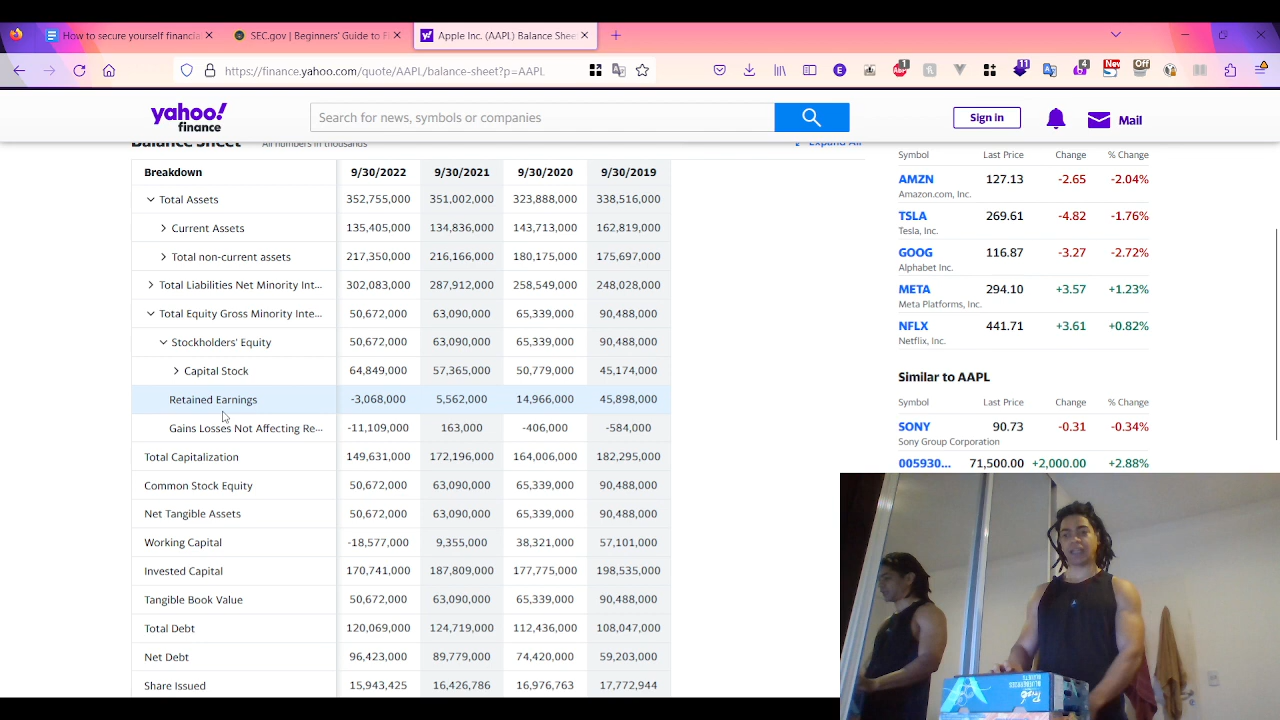 How to secure yourself financia
SEC.gov | Beginners' Guide to Fi
Apple Inc. (AAPL) Balance Shee
https://finance.yahoo.com/quote/AAPL/balance-sheet?p=AAPL
1
New
11
4
Off
yahoo!
finance
Search for news, symbols or companies
Sign in
Mail
Balance Sheet All numbers in thousands
Expand All
Breakdown 9/30/2022 9/30/2021 9/30/2020 9/30/2019
Total Assets 352,755,000 351,002,000 323,888,000 338,516,000
Current Assets 135,405,000 134,836,000 143,713,000 162,819,000
Total non-current assets 217,350,000 216,166,000 180,175,000 175,697,000
Total Liabilities Net Minority Int... 302,083,000 287,912,000 258,549,000 248,028,000
Total Equity Gross Minority Inte... 50,672,000 63,090,000 65,339,000 90,488,000
Stockholders' Equity 50,672,000 63,090,000 65,339,000 90,488,000
Capital Stock 64,849,000 57,365,000 50,779,000 45,174,000
Retained Earnings -3,068,000 5,562,000 14,966,000 45,898,000
Gains Losses Not Affecting Re... -11,109,000 163,000 -406,000 -584,000
Total Capitalization 149,631,000 172,196,000 164,006,000 182,295,000
Common Stock Equity 50,672,000 63,090,000 65,339,000 90,488,000
Net Tangible Assets 50,672,000 63,090,000 65,339,000 90,488,000
Working Capital -18,577,000 9,355,000 38,321,000 57,101,000
Invested Capital 170,741,000 187,809,000 177,775,000 198,535,000
Tangible Book Value 50,672,000 63,090,000 65,339,000 90,488,000
Total Debt 120,069,000 124,719,000 112,436,000 108,047,000
Net Debt 96,423,000 89,779,000 74,420,000 59,203,000
Share Issued 15,943,425 16,426,786 16,976,763 17,772,944
Symbol Last Price Change % Change
AMZN 127.13 -2.65 -2.04%
Amazon.com, Inc.
TSLA 269.61 -4.82 -1.76%
Tesla, Inc.
GOOG 116.87 -3.27 -2.72%
Alphabet Inc.
META 294.10 +3.57 +1.23%
Meta Platforms, Inc.
NFLX 441.71 +3.61 +0.82%
Netflix, Inc.
Similar to AAPL
Symbol Last Price Change % Change
SONY 90.73 -0.31 -0.34%
Sony Group Corporation
005930... 71,500.00 +2,000.00 +2.88%